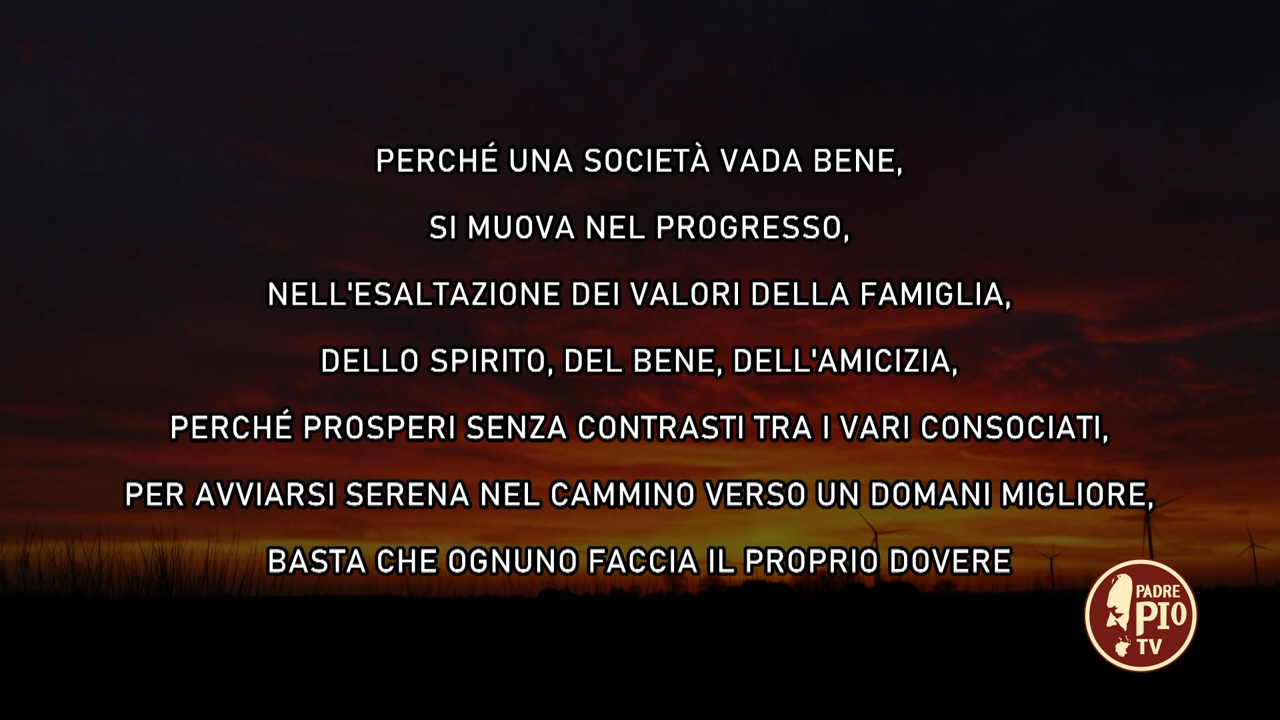 PERCHÉ UNA SOCIETÀ VADA BENE,
SI MUOVA NEL PROGRESSO,
NELL'ESALTAZIONE DEI VALORI DELLA FAMIGLIA,
DELLO SPIRITO, DEL BENE, DELL'AMICIZIA,
PERCHÉ PROSPERI SENZA CONTRASTI TRA I VARI CONSOCIATI,
PER AVVIARSI SERENA NEL CAMMINO VERSO UN DOMANI MIGLIORE,
BASTA CHE OGNUNO FACCIA IL PROPRIO DOVERE
PADRE
PIO
TV